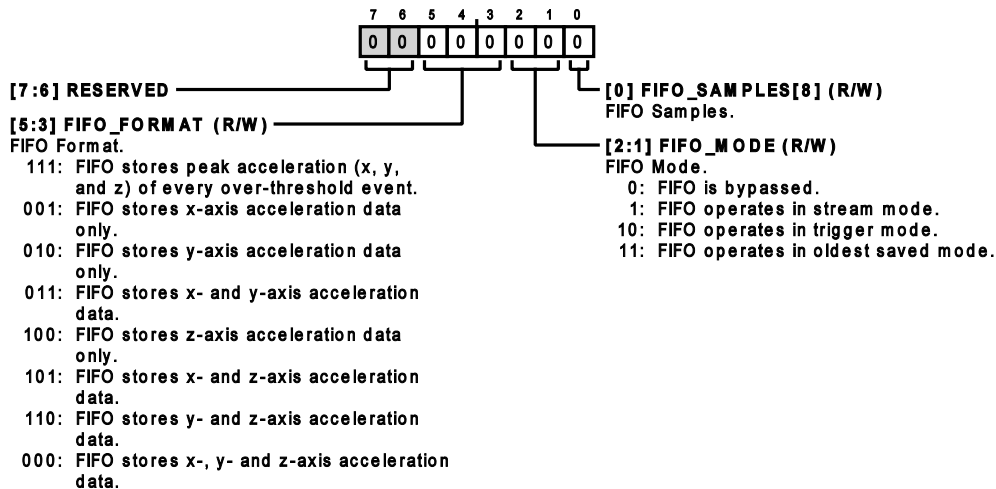 7 6 5 4 3 2 1 0
0 0 0 0 0 0 0 0
[7:6] RESERVED
[5:3] FIFO_FORMAT (R/W)
FIFO Format.
111: FIFO stores peak acceleration (x, y,
and z) of every over-threshold event.
001: FIFO stores x-axis acceleration data
only.
010: FIFO stores y-axis acceleration data
only.
011: FIFO stores x- and y-axis acceleration
data.
100: FIFO stores z-axis acceleration data
only.
101: FIFO stores x- and z-axis acceleration
data.
110: FIFO stores y- and z-axis acceleration
data.
000: FIFO stores x-, y- and z-axis acceleration
data.
[0] FIFO_SAMPLES[8] (R/W)
FIFO Samples.
[2:1] FIFO_MODE (R/W)
FIFO Mode.
0: FIFO is bypassed.
1: FIFO operates in stream mode.
10: FIFO operates in trigger mode.
11: FIFO operates in oldest saved mode.